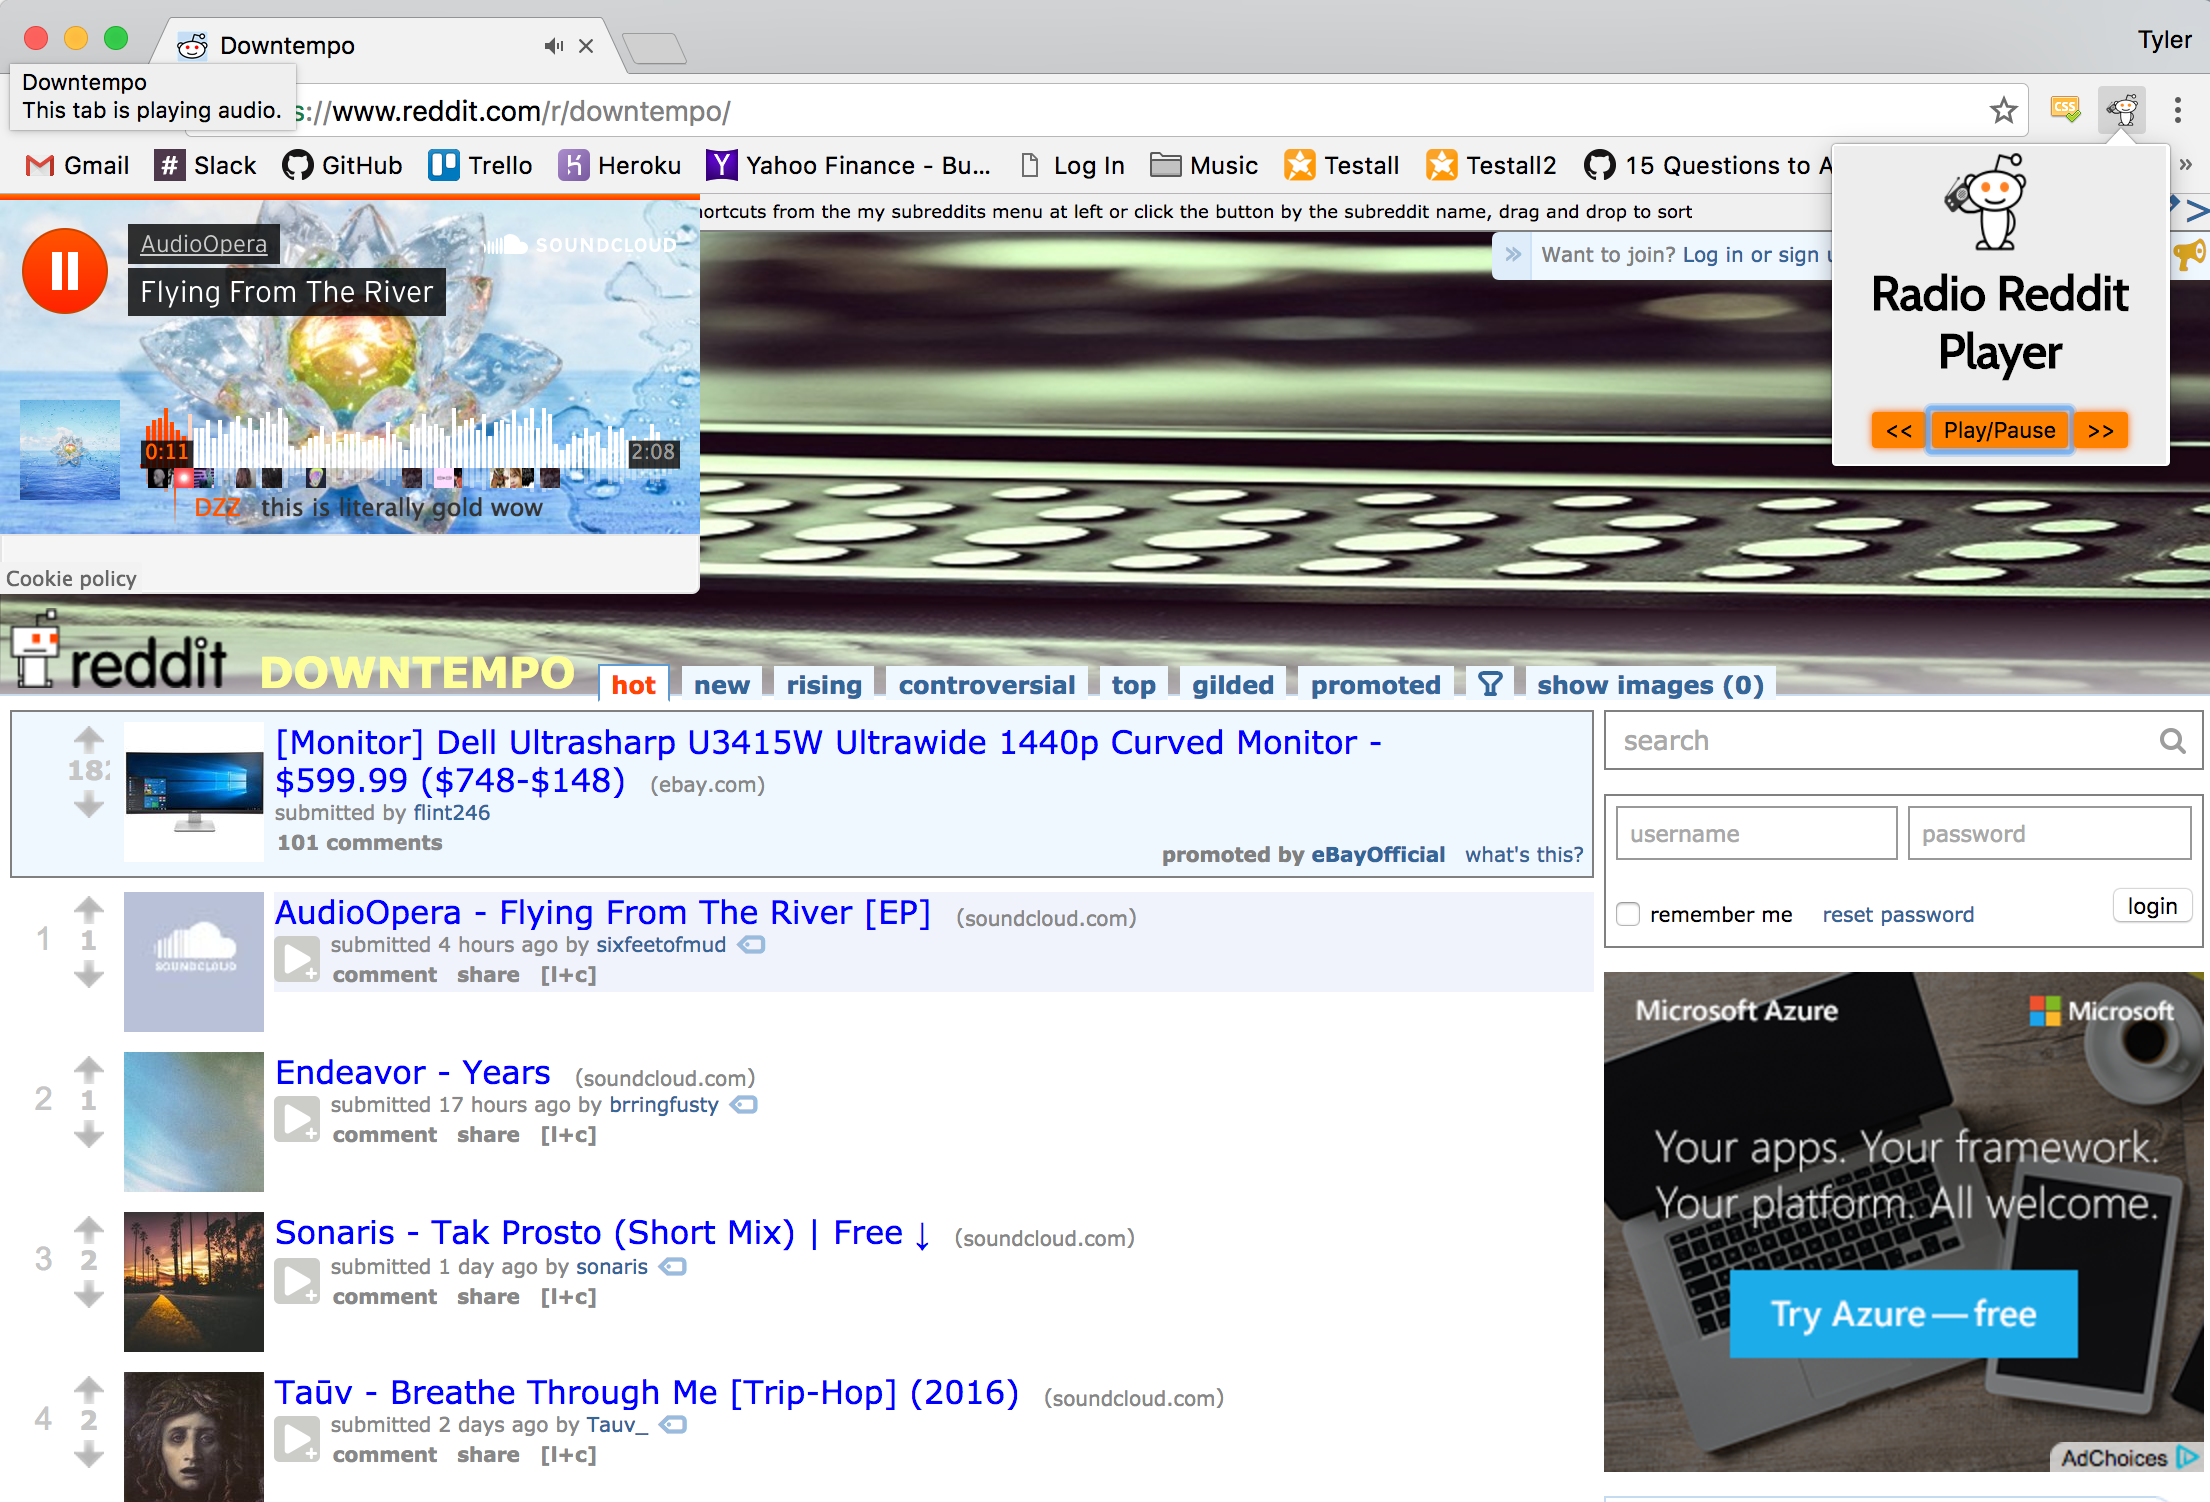 Downtempo
Tyler
Downtempo
This tab is playing audio.
s://www.reddit.com/r/downtempo/
CSS
Gmail
# Slack
GitHub
Trello
Heroku
Yahoo Finance - Bu...
Log In
Music
Testall
Testall2
15 Questions to A
»
ortcuts from the my subreddits menu at left or click the button by the subreddit name, drag and drop to sort
>
AudioOpera
SOUNDCLOUD
Flying From The River
0:11
2:08
DZZ this is literally gold wow
Cookie policy
» Want to join? Log in or sign u
Radio Reddit
Player
<< Play/Pause >>
reddit DOWNTEMPO hot new rising controversial top gilded promoted show images (0)
[Monitor] Dell Ultrasharp U3415W Ultrawide 1440p Curved Monitor -
$599.99 ($748-$148) (ebay.com)
submitted by flint246
101 comments
promoted by eBayOfficial what's this?
1
1
SOUNDCLOUD
AudioOpera - Flying From The River [EP] (soundcloud.com)
submitted 4 hours ago by sixfeetofmud
comment share [l+c]
2
1
Endeavor - Years (soundcloud.com)
submitted 17 hours ago by brringfusty
comment share [l+c]
3
2
Sonaris - Tak Prosto (Short Mix) | Free ↓ (soundcloud.com)
submitted 1 day ago by sonaris
comment share [l+c]
4
2
Taūv - Breathe Through Me [Trip-Hop] (2016) (soundcloud.com)
submitted 2 days ago by Tauv_
comment share [l+c]
search
username
password
remember me reset password login
Microsoft Azure
Microsoft
Your apps. Your framework.
Your platform. All welcome.
Try Azure — free
AdChoices